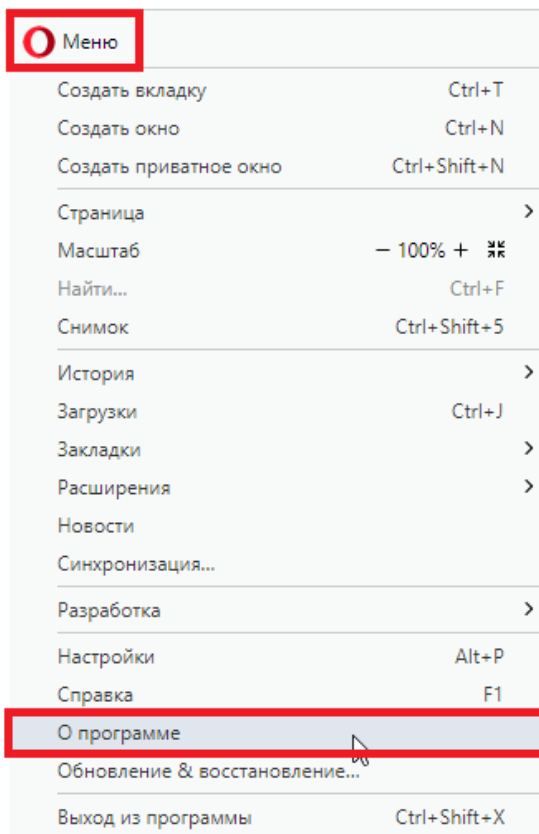 Меню
Создать вкладку Ctrl+T
Создать окно Ctrl+N
Создать приватное окно Ctrl+Shift+N
Страница
Масштаб − 100% +
Найти... Ctrl+F
Снимок Ctrl+Shift+5
История
Загрузки Ctrl+J
Закладки
Расширения
Новости
Синхронизация...
Разработка
Настройки Alt+P
Справка F1
О программе
Обновление & восстановление...
Выход из программы Ctrl+Shift+X